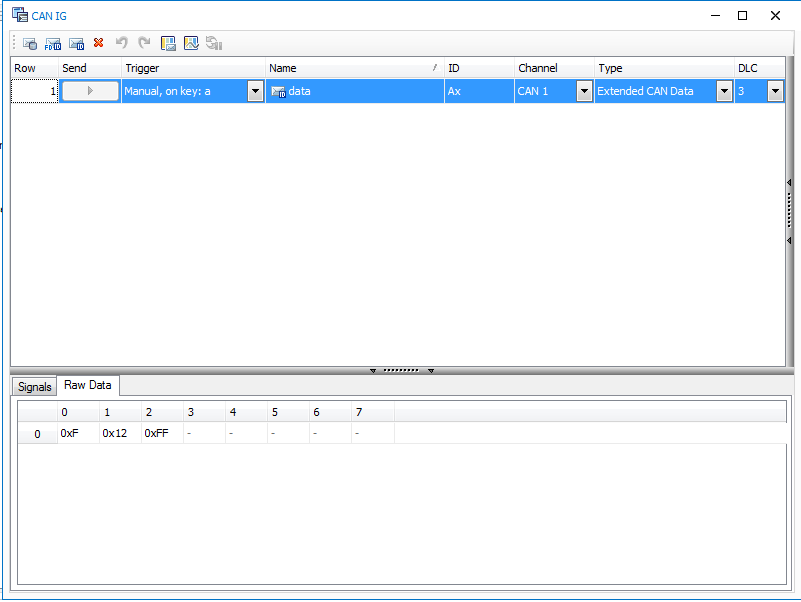 CAN IG
Row Send Trigger Name / ID Channel Type DLC
1 Manual, on key: a data Ax CAN 1 Extended CAN Data 3
Signals Raw Data
0 1 2 3 4 5 6 7
0 0xF 0x12 0xFF - - - - -